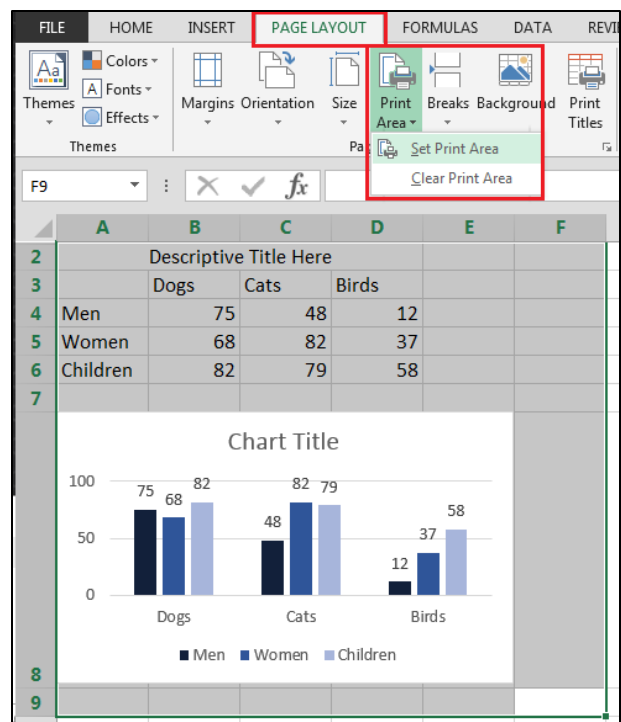 FILE HOME INSERT PAGE LAYOUT FORMULAS DATA REVI
Colors
Fonts
Effects
Themes
Margins Orientation Size Print Area Breaks Background Print Titles
Themes
Pa
Set Print Area
Clear Print Area
F9 fx
A B C D E F
2 Descriptive Title Here
3 Dogs Cats Birds
4 Men 75 48 12
5 Women 68 82 37
6 Children 82 79 58
7
Chart Title
100
50
0
75 68 82
48 82 79
12 37 58
Dogs Cats Birds
Men Women Children
8
9